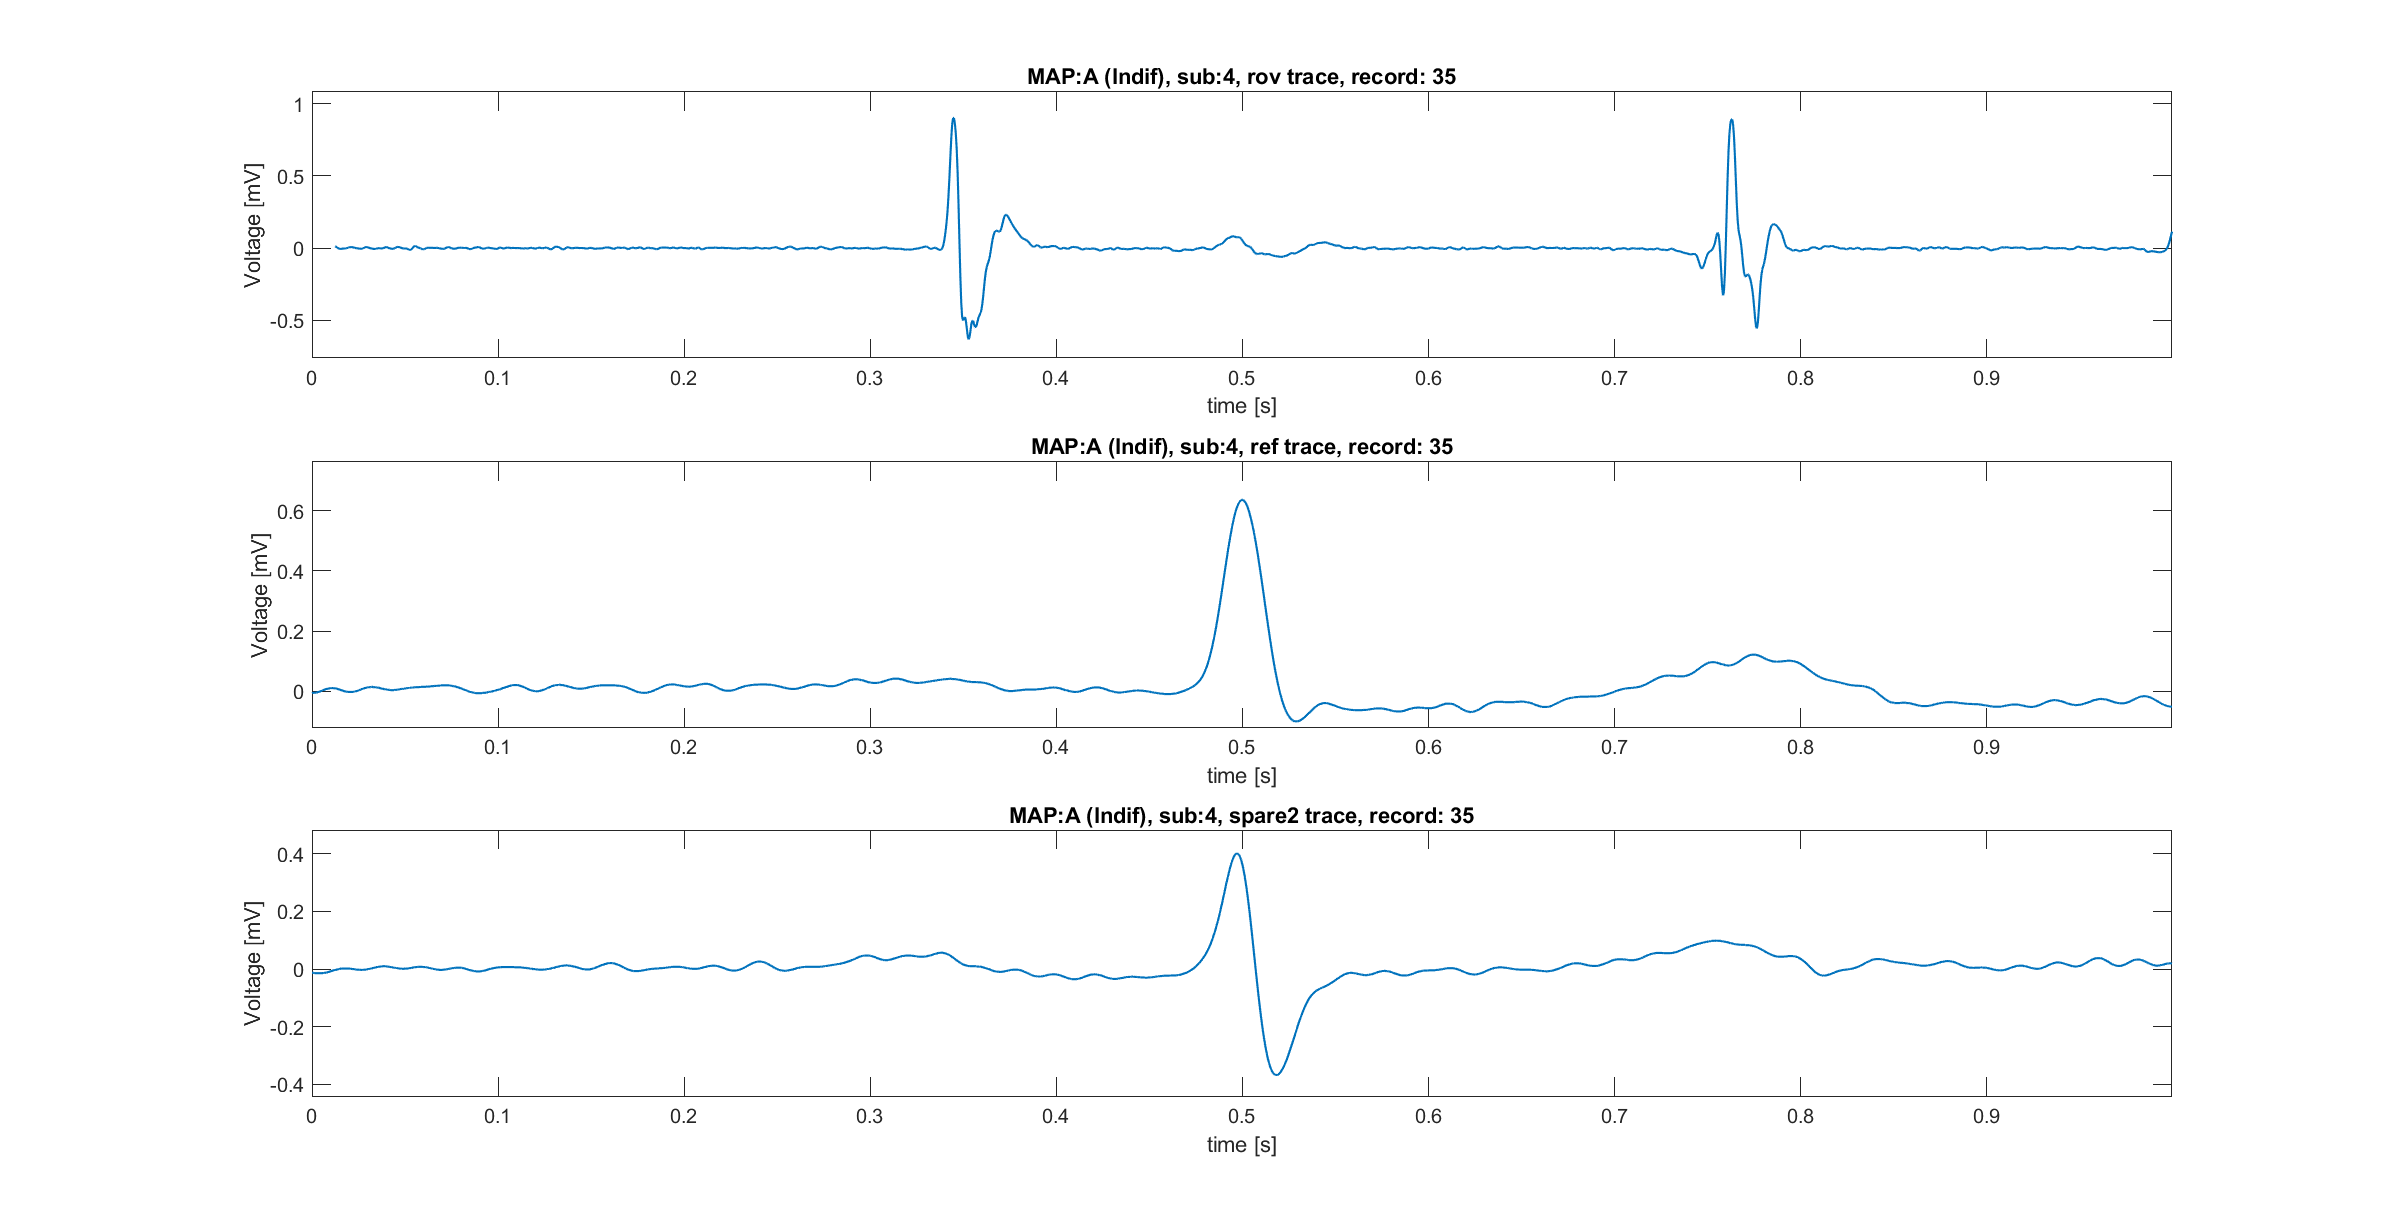 MAP:A (Indif), sub:4, rov trace, record: 35
Voltage [mV]
1
0.5
0
-0.5
0 0.1 0.2 0.3 0.4 0.5 0.6 0.7 0.8 0.9
time [s]
MAP:A (Indif), sub:4, ref trace, record: 35
Voltage [mV]
0.6
0.4
0.2
0
0 0.1 0.2 0.3 0.4 0.5 0.6 0.7 0.8 0.9
time [s]
MAP:A (Indif), sub:4, spare2 trace, record: 35
Voltage [mV]
0.4
0.2
0
-0.2
-0.4
0 0.1 0.2 0.3 0.4 0.5 0.6 0.7 0.8 0.9
time [s]